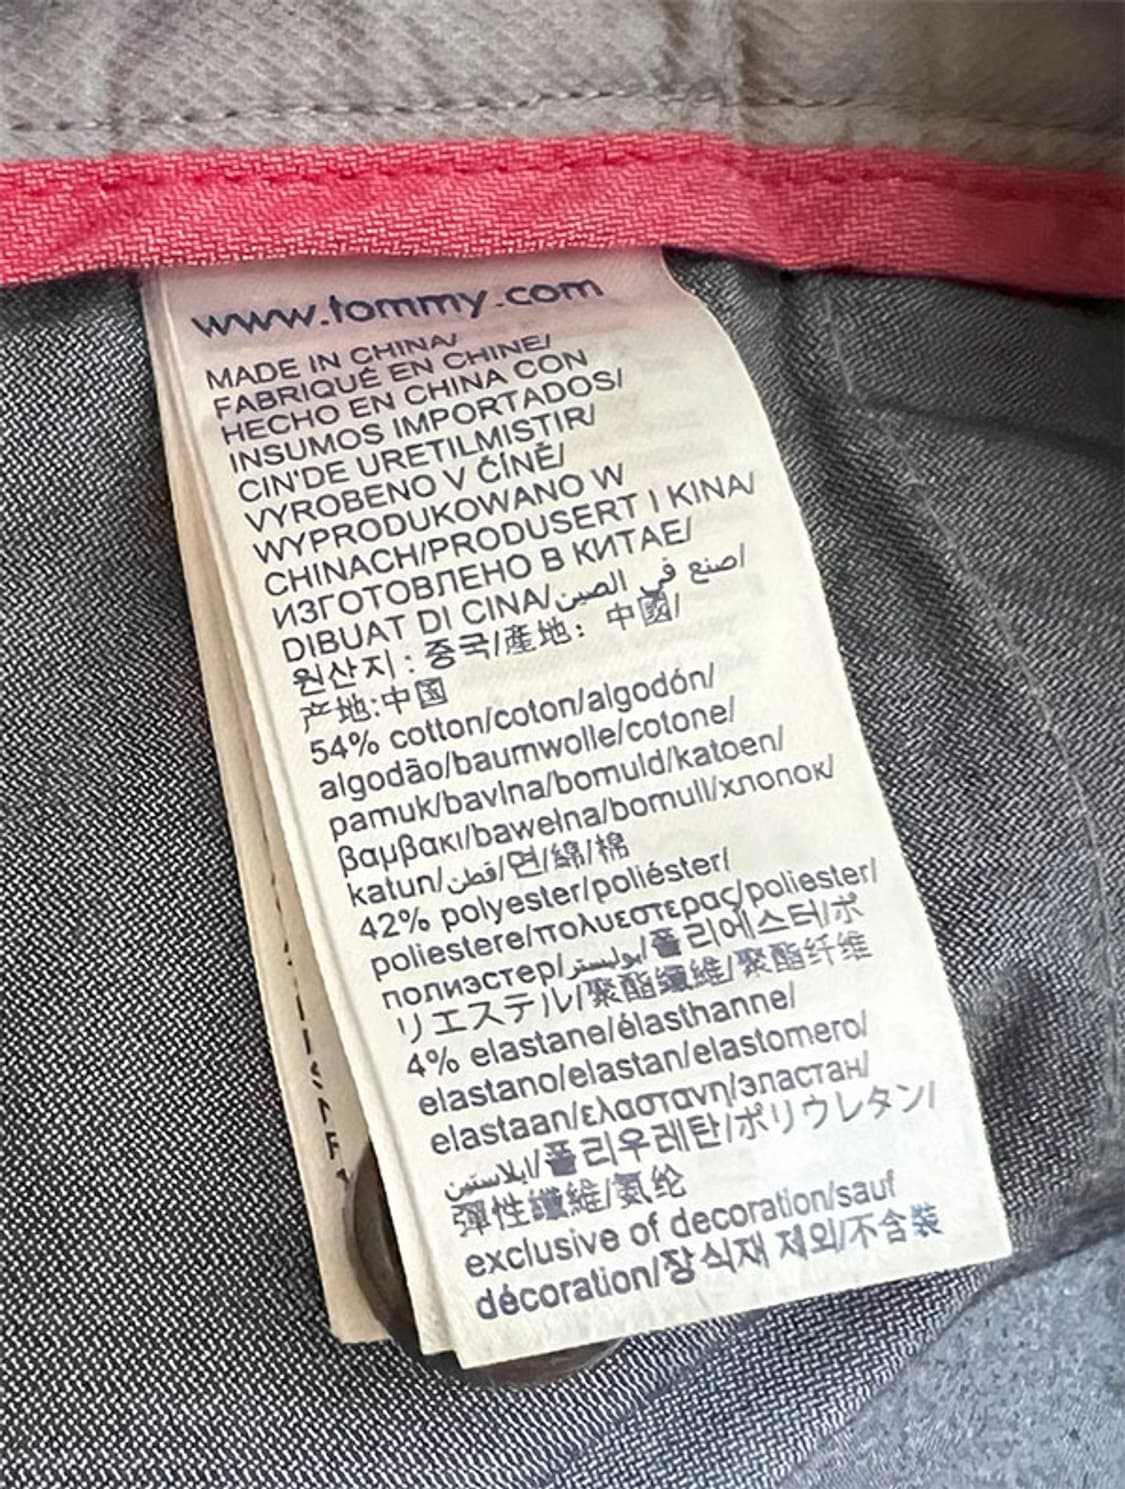 www.tommy.com
MADE IN CHINA/
FABRIQUÉ EN CHINE/
HECHO EN CHINA CON
INSUMOS IMPORTADOS/
CIN'DE URETILMISTIR/
VYROBENO V ČÍNĚ/
WYPRODUKOWANO W
CHINACH/PRODUSERT I KINA/
ИЗГОТОВЛЕНО В КИТАЕ/
DIBUAT DI CINA/صنع في الصين/
원산지 : 중국/產地: 中國/
产地:中国
54% cotton/coton/algodón/
algodão/baumwolle/cotone/
pamuk/bavlna/bomuld/katoen/
βαμβακι/bawełna/bomull/хлопок/
katun/قطن/면/綿/棉
42% polyester/poliéster/
poliestere/πολυεστερας/poliester/
полиэстер/بوليستر/폴리에스터/ポ
リエステル/聚酯纖維/聚酯纤维
4% elastane/élasthanne/
elastano/elastan/elastomero/
elastaan/ελαστανη/эластан/
ايلاستين/폴리우레탄/ポリウレタン/
彈性纖維/氨纶
exclusive of decoration/sauf
décoration/장식재 제외/不含裝